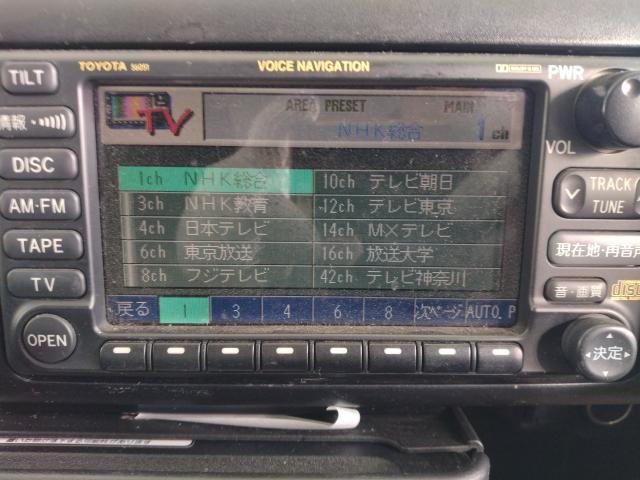 TOYOTA 56051 VOICE NAVIGATION
PWR
TILT
情報
DISC
AM・FM
TAPE
TV
OPEN
VOL
TRACK
TUNE
現在地・再音声
音・画質
disc
決定
TV
AREA PRESET MAIN
NHK総合 1ch
1ch NHK総合
3ch NHK教育
4ch 日本テレビ
6ch 東京放送
8ch フジテレビ
10ch テレビ朝日
12ch テレビ東京
14ch MXテレビ
16ch 放送大学
42ch テレビ神奈川
戻る 1 3 4 6 8 次ページ AUTO.P